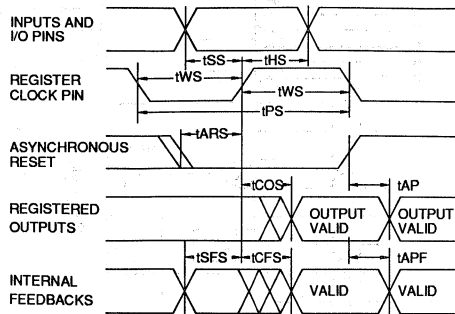 INPUTS AND
I/O PINS
tSS
tHS
REGISTER
CLOCK PIN
tWS
tWS
tPS
ASYNCHRONOUS
RESET
tARS
tCOS
tAP
REGISTERED
OUTPUTS
OUTPUT
VALID
OUTPUT
VALID
tSFS
tCFS
tAPF
INTERNAL
FEEDBACKS
VALID
VALID